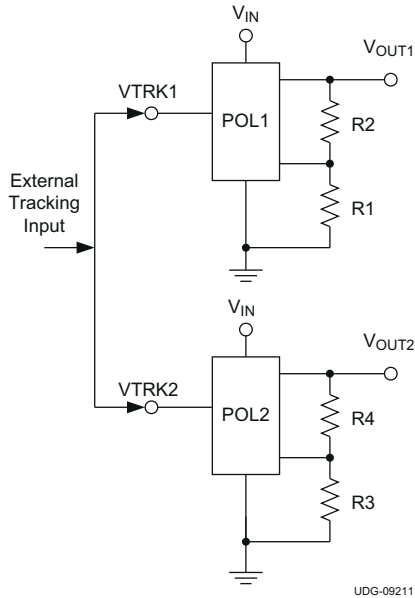 VIN
VOUT1
VTRK1
POL1
R2
R1
External
Tracking
Input
VIN
VOUT2
VTRK2
POL2
R4
R3
UDG-09211